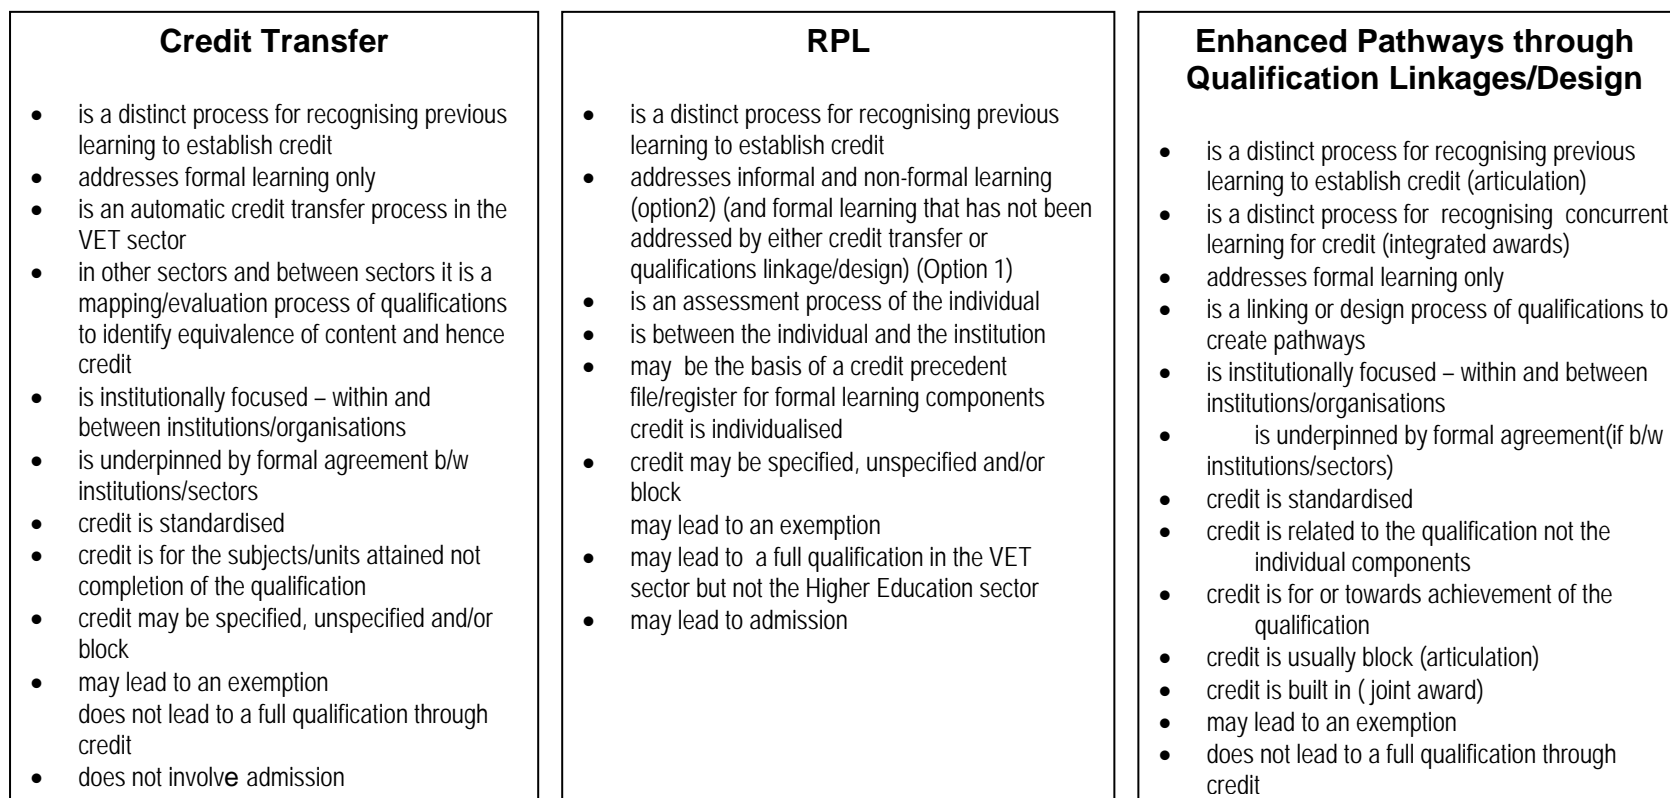 Credit Transfer
• is a distinct process for recognising previous
learning to establish credit
• addresses formal learning only
• is an automatic credit transfer process in the
VET sector
• in other sectors and between sectors it is a
mapping/evaluation process of qualifications
to identify equivalence of content and hence
credit
• is institutionally focused – within and
between institutions/organisations
• is underpinned by formal agreement b/w
institutions/sectors
• credit is standardised
• credit is for the subjects/units attained not
completion of the qualification
• credit may be specified, unspecified and/or
block
• may lead to an exemption
does not lead to a full qualification through
credit
• does not involve admission
RPL
• is a distinct process for recognising previous
learning to establish credit
• addresses informal and non-formal learning
(option2) (and formal learning that has not been
addressed by either credit transfer or
qualifications linkage/design) (Option 1)
• is an assessment process of the individual
• is between the individual and the institution
• may be the basis of a credit precedent
file/register for formal learning components
credit is individualised
• credit may be specified, unspecified and/or
block
may lead to an exemption
• may lead to a full qualification in the VET
sector but not the Higher Education sector
• may lead to admission
Enhanced Pathways through
Qualification Linkages/Design
• is a distinct process for recognising previous
learning to establish credit (articulation)
• is a distinct process for recognising concurrent
learning for credit (integrated awards)
• addresses formal learning only
• is a linking or design process of qualifications to
create pathways
• is institutionally focused – within and between
institutions/organisations
• is underpinned by formal agreement(if b/w
institutions/sectors)
• credit is standardised
• credit is related to the qualification not the
individual components
• credit is for or towards achievement of the
qualification
• credit is usually block (articulation)
• credit is built in ( joint award)
• may lead to an exemption
• does not lead to a full qualification through
credit